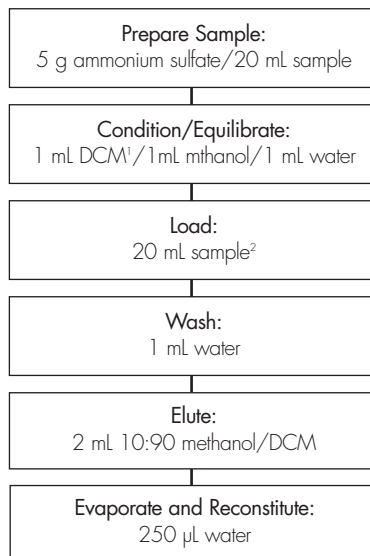 Prepare Sample:
5 g ammonium sulfate/20 mL sample
Condition/Equilibrate:
1 mL DCM¹/1mL mthanol/1 mL water
Load:
20 mL sample²
Wash:
1 mL water
Elute:
2 mL 10:90 methanol/DCM
Evaporate and Reconstitute:
250 µL water